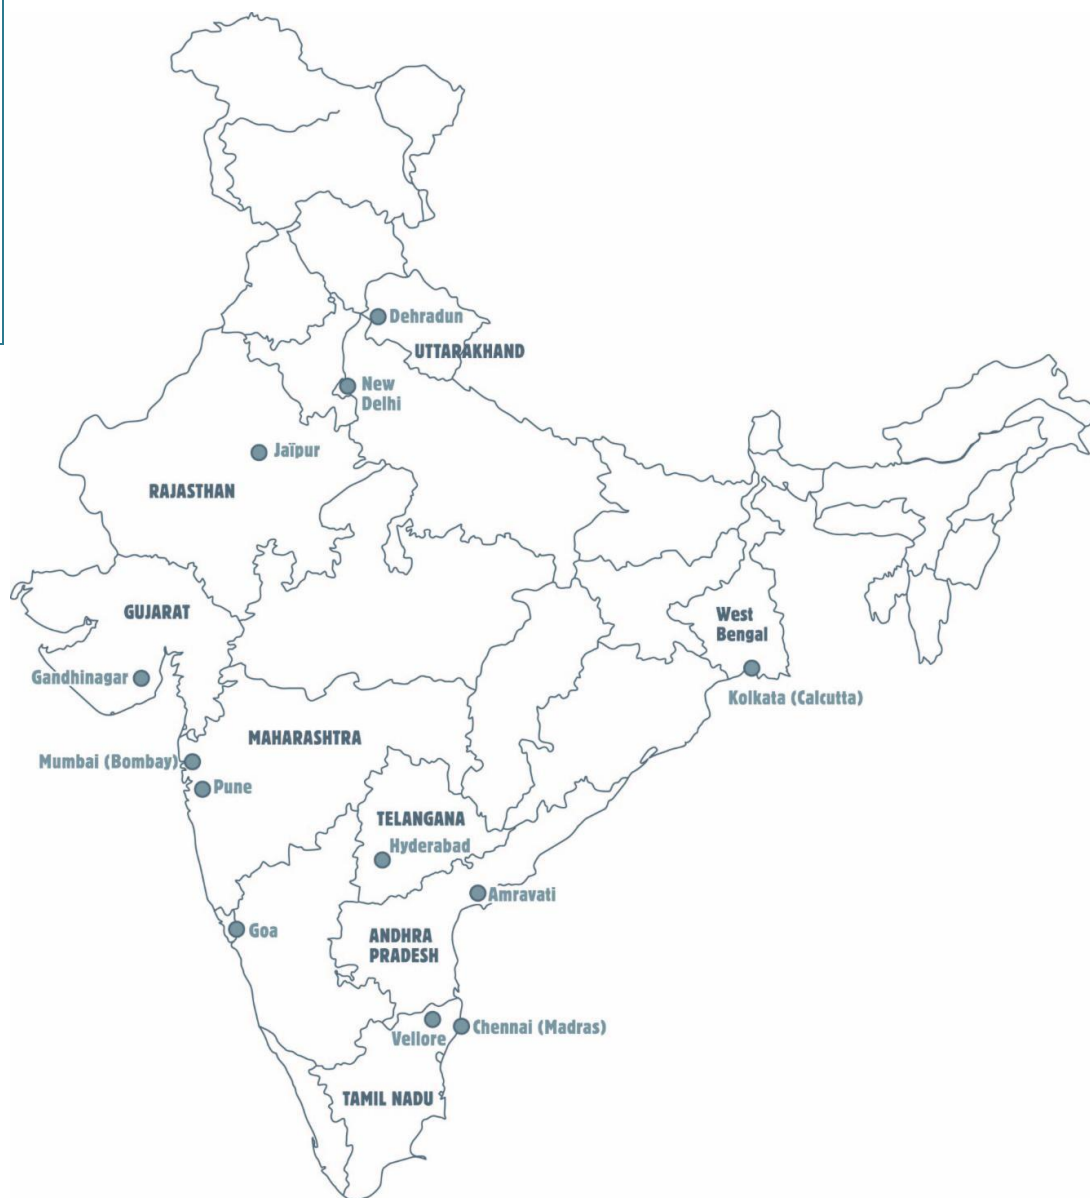 Dehradun
UTTARAKHAND
New
Delhi
Jaïpur
RAJASTHAN
GUJARAT
West
Bengal
Gandhinagar
Kolkata (Calcutta)
MAHARASHTRA
Mumbai (Bombay)
Pune
TELANGANA
Hyderabad
Amravati
Goa
ANDHRA
PRADESH
Chennai (Madras)
Vellore
TAMIL NADU